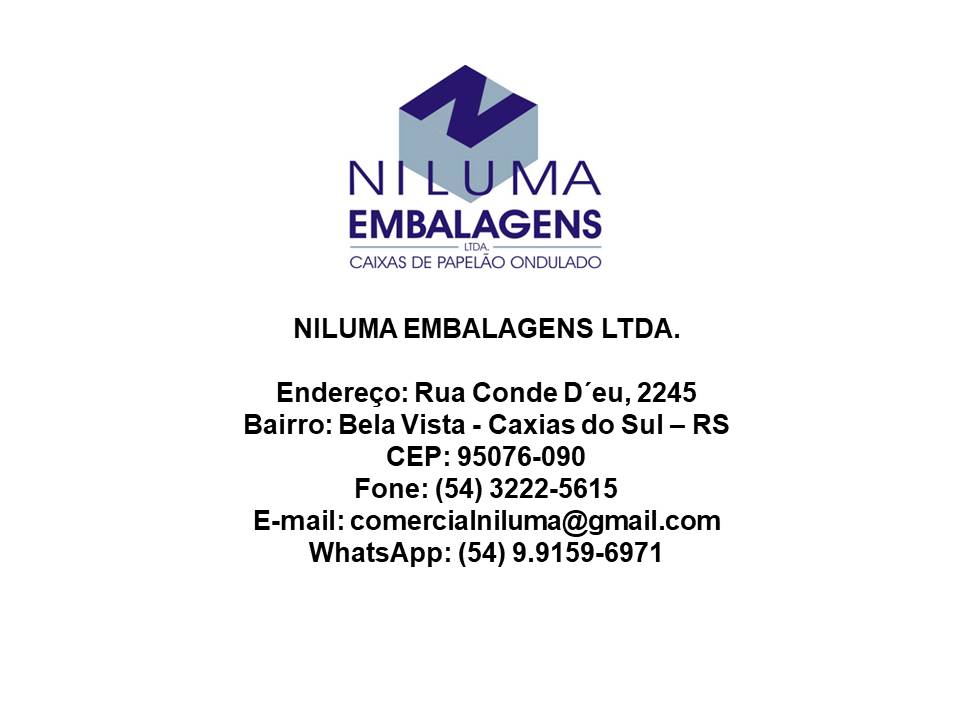 NILUMA
EMBALAGENS
LTDA.
CAIXAS DE PAPELÃO ONDULADO
NILUMA EMBALAGENS LTDA.
Endereço: Rua Conde D´eu, 2245
Bairro: Bela Vista - Caxias do Sul – RS
CEP: 95076-090
Fone: (54) 3222-5615
E-mail: comercialniluma@gmail.com
WhatsApp: (54) 9.9159-6971